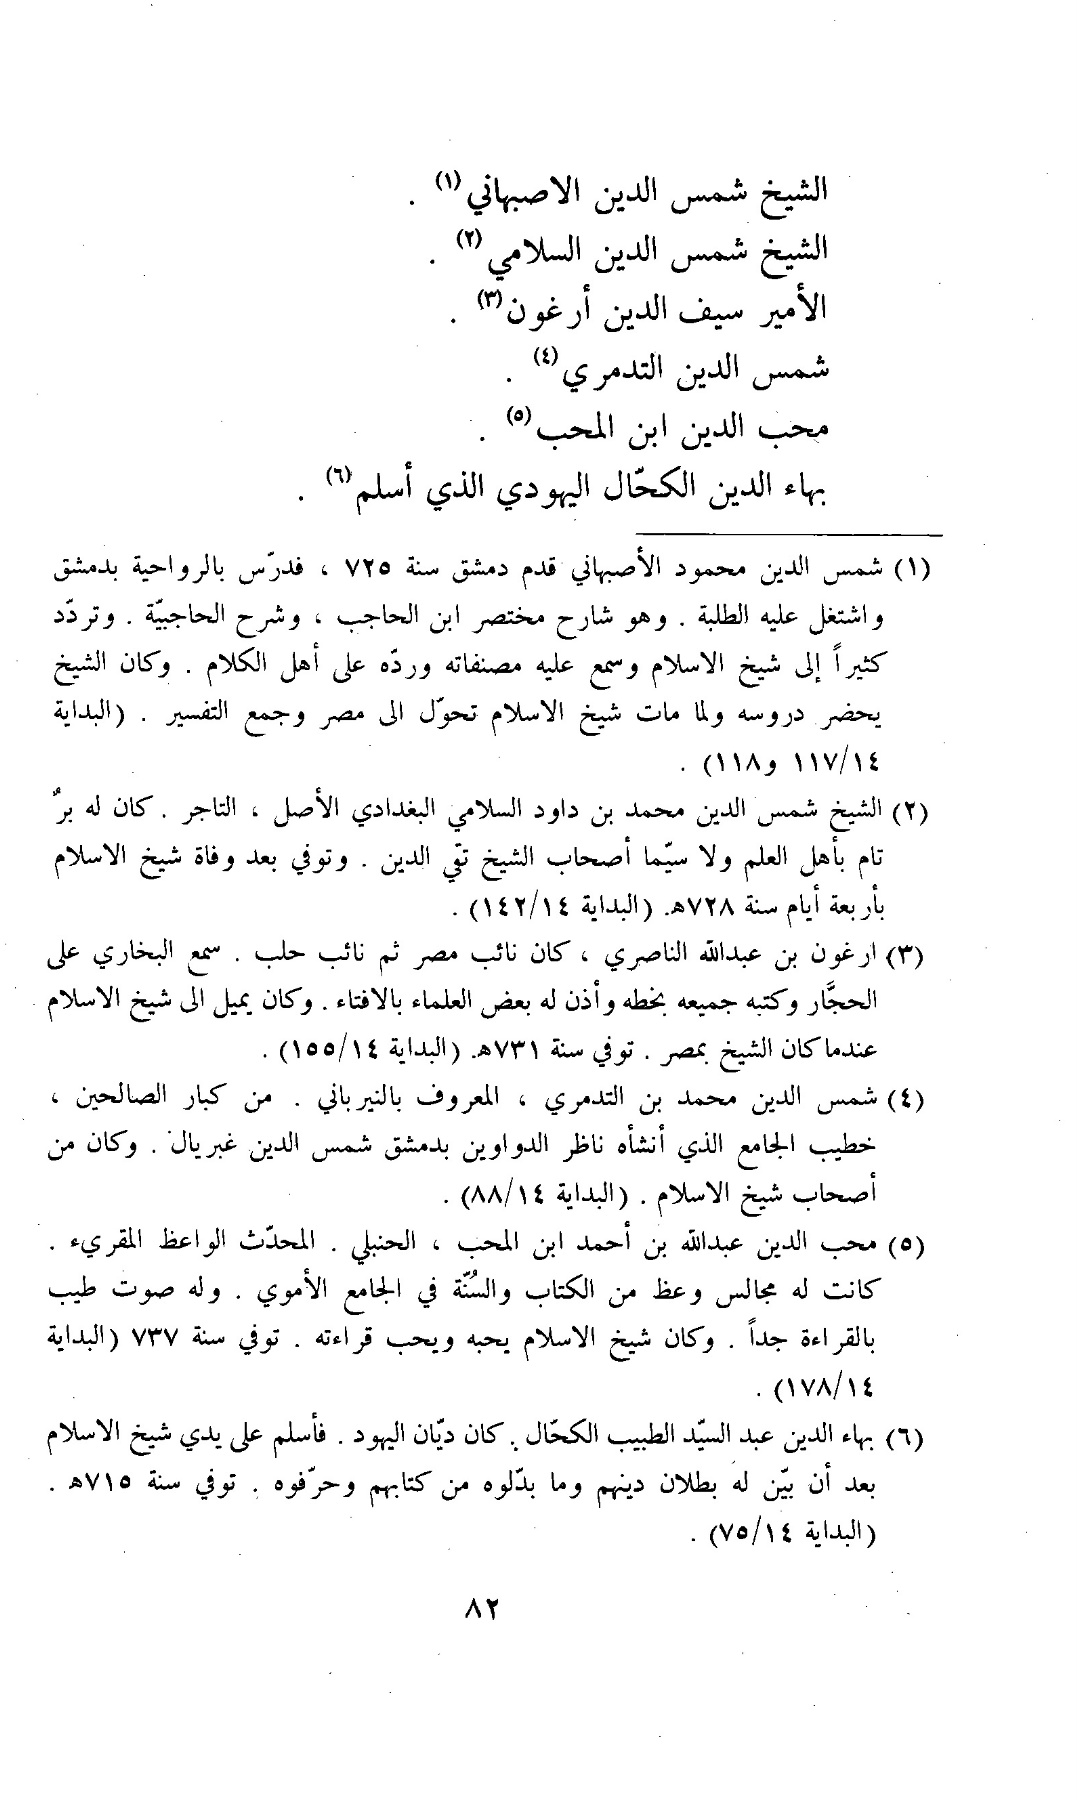 الشيخ شمس الدين الاصبهاني(١) .
الشيخ شمس الدين السلامي(٢) .
الأمير سيف الدين أرغون(٣) .
شمس الدين التدمري(٤) .
محب الدين ابن المحب(٥) .
بهاء الدين الكحّال اليهودي الذي أسلم(٦) .
(١) شمس الدين محمود الأصبهاني قدم دمشق سنة ٧٢٥ ، فدرّس بالرواحية بدمشق
واشتغل عليه الطلبة . وهو شارح مختصر ابن الحاجب ، وشرح الحاجبيّة . وتردّد
كثيراً إلى شيخ الاسلام وسمع عليه مصنفاته وردّه على أهل الكلام . وكان الشيخ
يحضر دروسه ولما مات شيخ الاسلام تحوّل الى مصر وجمع التفسير . (البداية
١١٧/١٤ و١١٨) .
(٢) الشيخ شمس الدين محمد بن داود السلامي البغدادي الأصل ، التاجر . كان له برٌ
تام بأهل العلم ولا سيّما أصحاب الشيخ تقي الدين . وتوفي بعد وفاة شيخ الاسلام
بأربعة أيام سنة ٧٢٨هـ. (البداية ١٤٢/١٤) .
(٣) ارغون بن عبدالله الناصري ، كان نائب مصر ثم نائب حلب . سمع البخاري على
الحجَّار وكتبه جميعه بخطه وأذن له بعض العلماء بالافتاء . وكان يميل الى شيخ الاسلام
عندما كان الشيخ بمصر . توفي سنة ٧٣١هـ. (البداية ١٥٥/١٤) .
(٤) شمس الدين محمد بن التدمري ، المعروف بالنيرباني . من كبار الصالحين ،
خطيب الجامع الذي أنشأه ناظر الدواوين بدمشق شمس الدين غبريال . وكان من
أصحاب شيخ الاسلام . (البداية ٨٨/١٤) .
(٥) محب الدين عبدالله بن أحمد ابن المحب ، الحنبلي . المحدّث الواعظ المقريء .
كانت له مجالس وعظ من الكتاب والسُنّة في الجامع الأموي . وله صوت طيب
بالقراءة جداً . وكان شيخ الاسلام يحبه ويحب قراءته . توفي سنة ٧٣٧ (البداية
١٧٨/١٤) .
(٦) بهاء الدين عبد السيّد الطبيب الكحّال . كان ديّان اليهود . فأسلم على يدي شيخ الاسلام
بعد أن بيّن له بطلان دينهم وما بدّلوه من كتابهم وحرّفوه . توفي سنة ٧١٥هـ .
(البداية ٧٥/١٤) .
٨٢